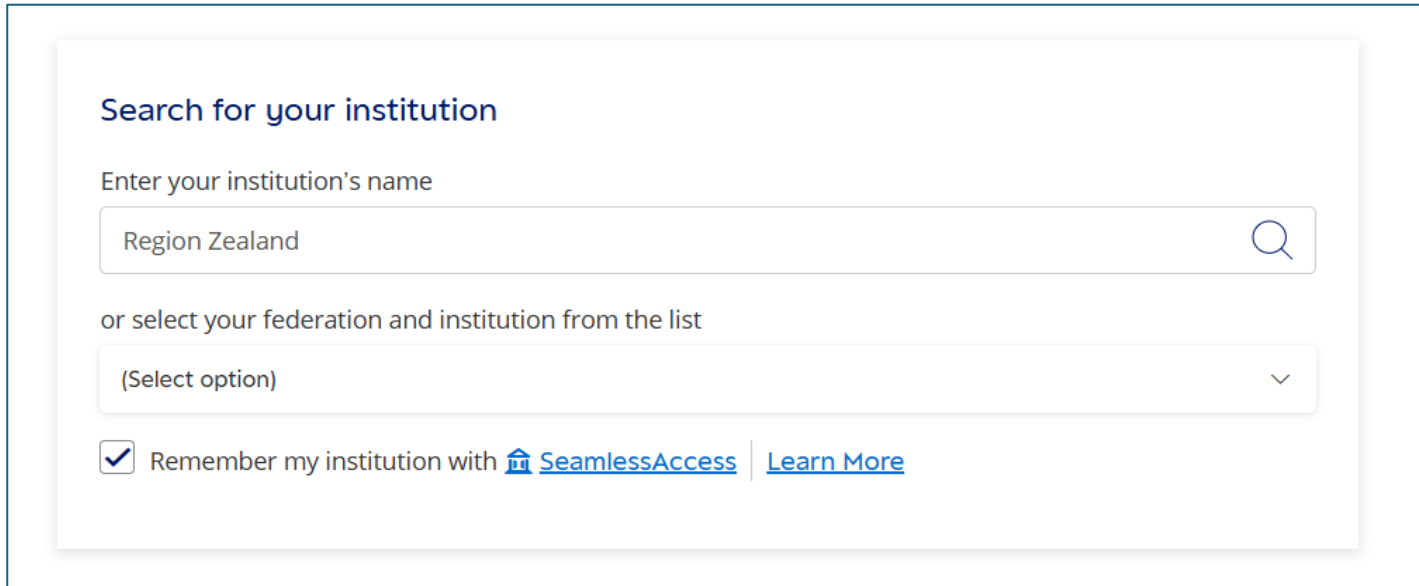 Search for your institution
Enter your institution's name
Region Zealand
or select your federation and institution from the list
(Select option)
Remember my institution with SeamlessAccess Learn More